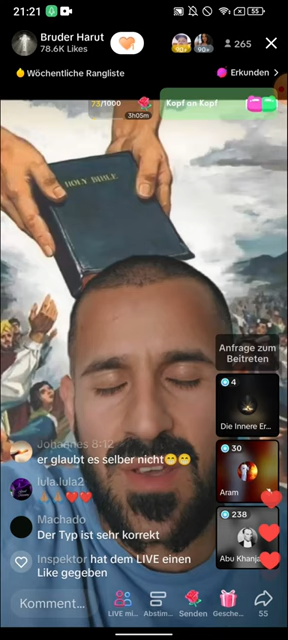 21:21
55
Bruder Harut
78.6K Likes
90+
90+
265
Wöchentliche Rangliste
Erkunden
73/1000
3h05m
Kopf an Kopf
HOLY BIBLE
Anfrage zum
Beitreten
4
Die Innere Er...
30
Aram
238
Abu Khanja
Johannes 8:12
er glaubt es selber nicht😁😁
lula.lula2
Machado
Der Typ ist sehr korrekt
Inspektor hat dem LIVE einen
Like gegeben
Komment...
LIVE mi...
Abstim...
Senden
Gesche...
55